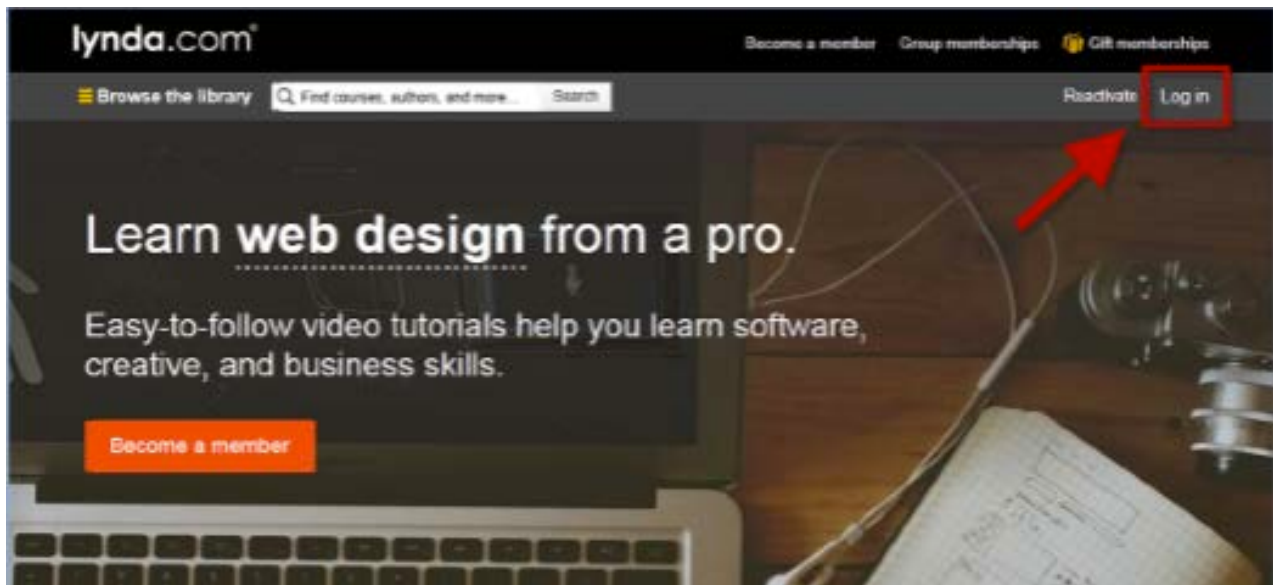 lynda.com®
Become a member Group memberships Gift memberships
Browse the library Find courses, authors, and more... Search
Reactivate Log in
Learn web design from a pro.
Easy-to-follow video tutorials help you learn software,
creative, and business skills.
Become a member